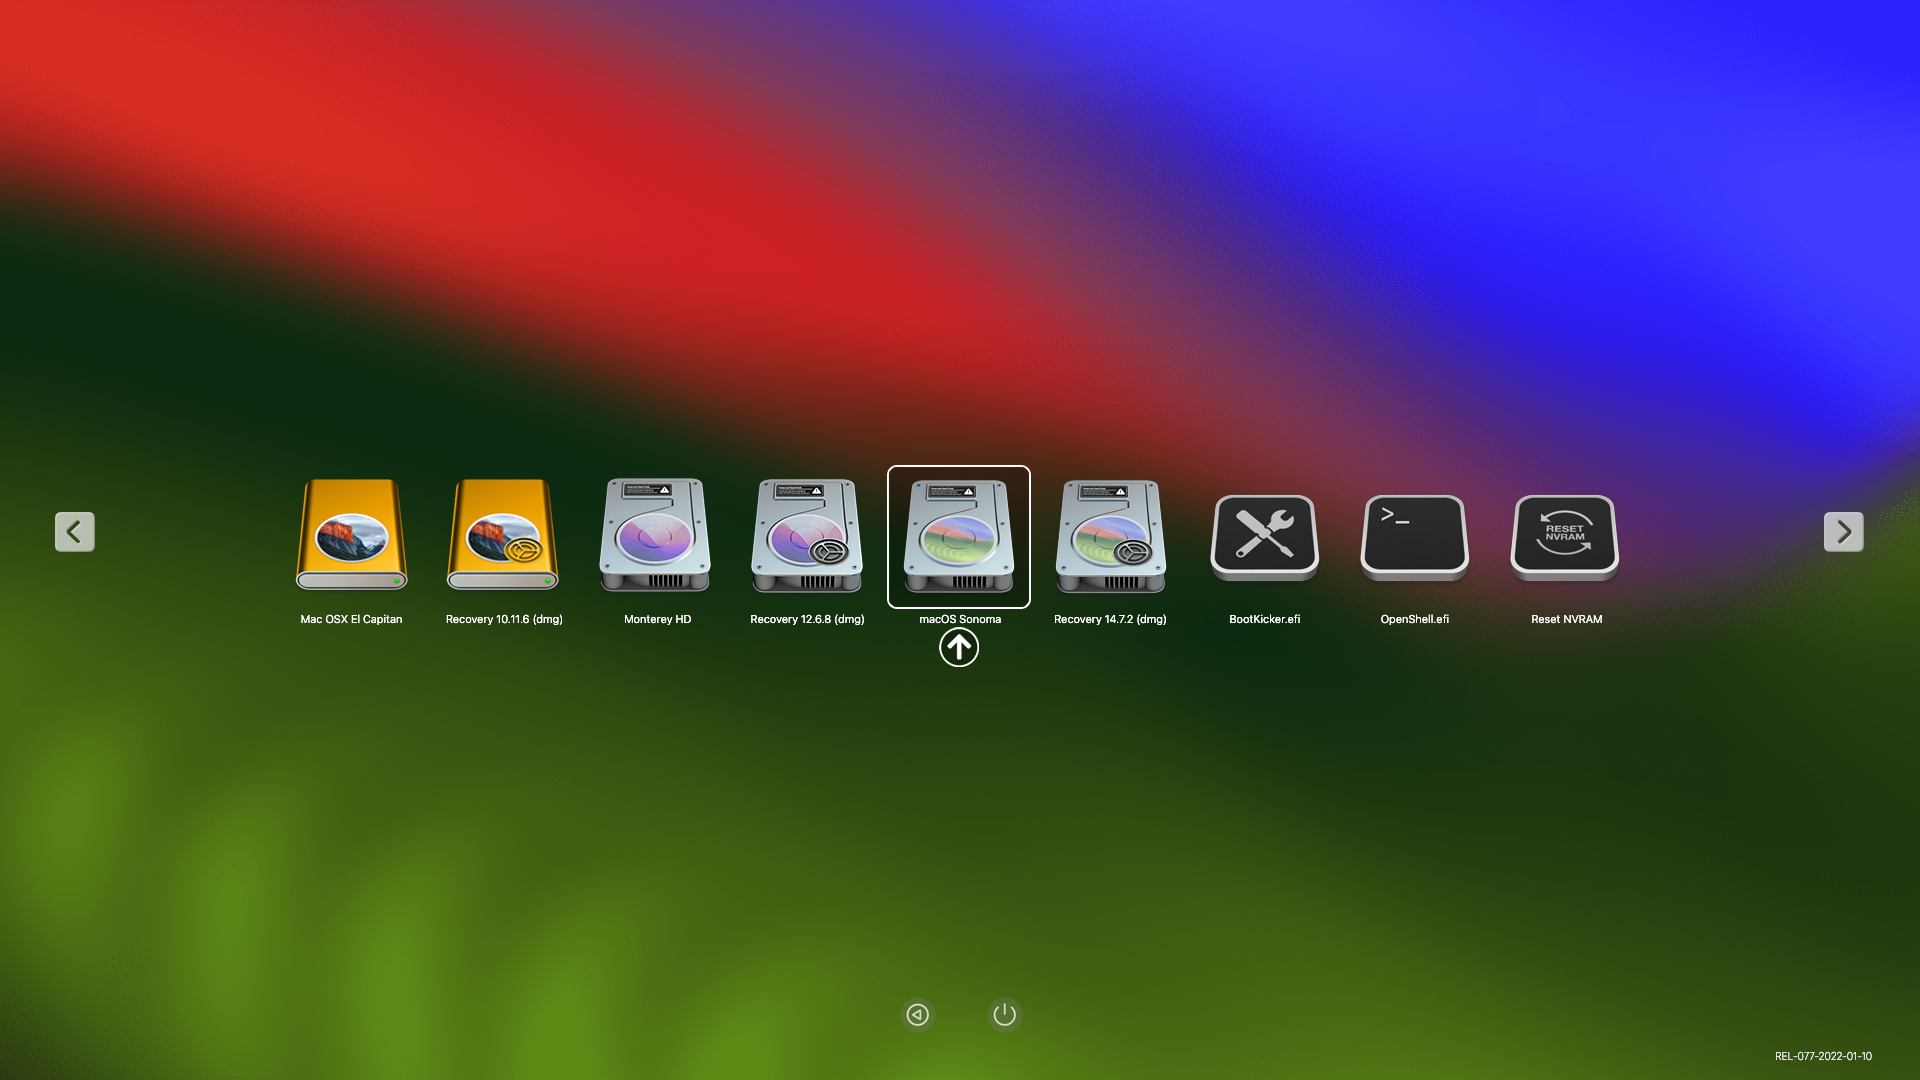 Mac OSX El Capitan
Recovery 10.11.6 (dmg)
Monterey HD
Recovery 12.6.8 (dmg)
macOS Sonoma
Recovery 14.7.2 (dmg)
BootKicker.efi
>_
OpenShell.efi
RESET
NVRAM
Reset NVRAM
REL-077-2022-01-10